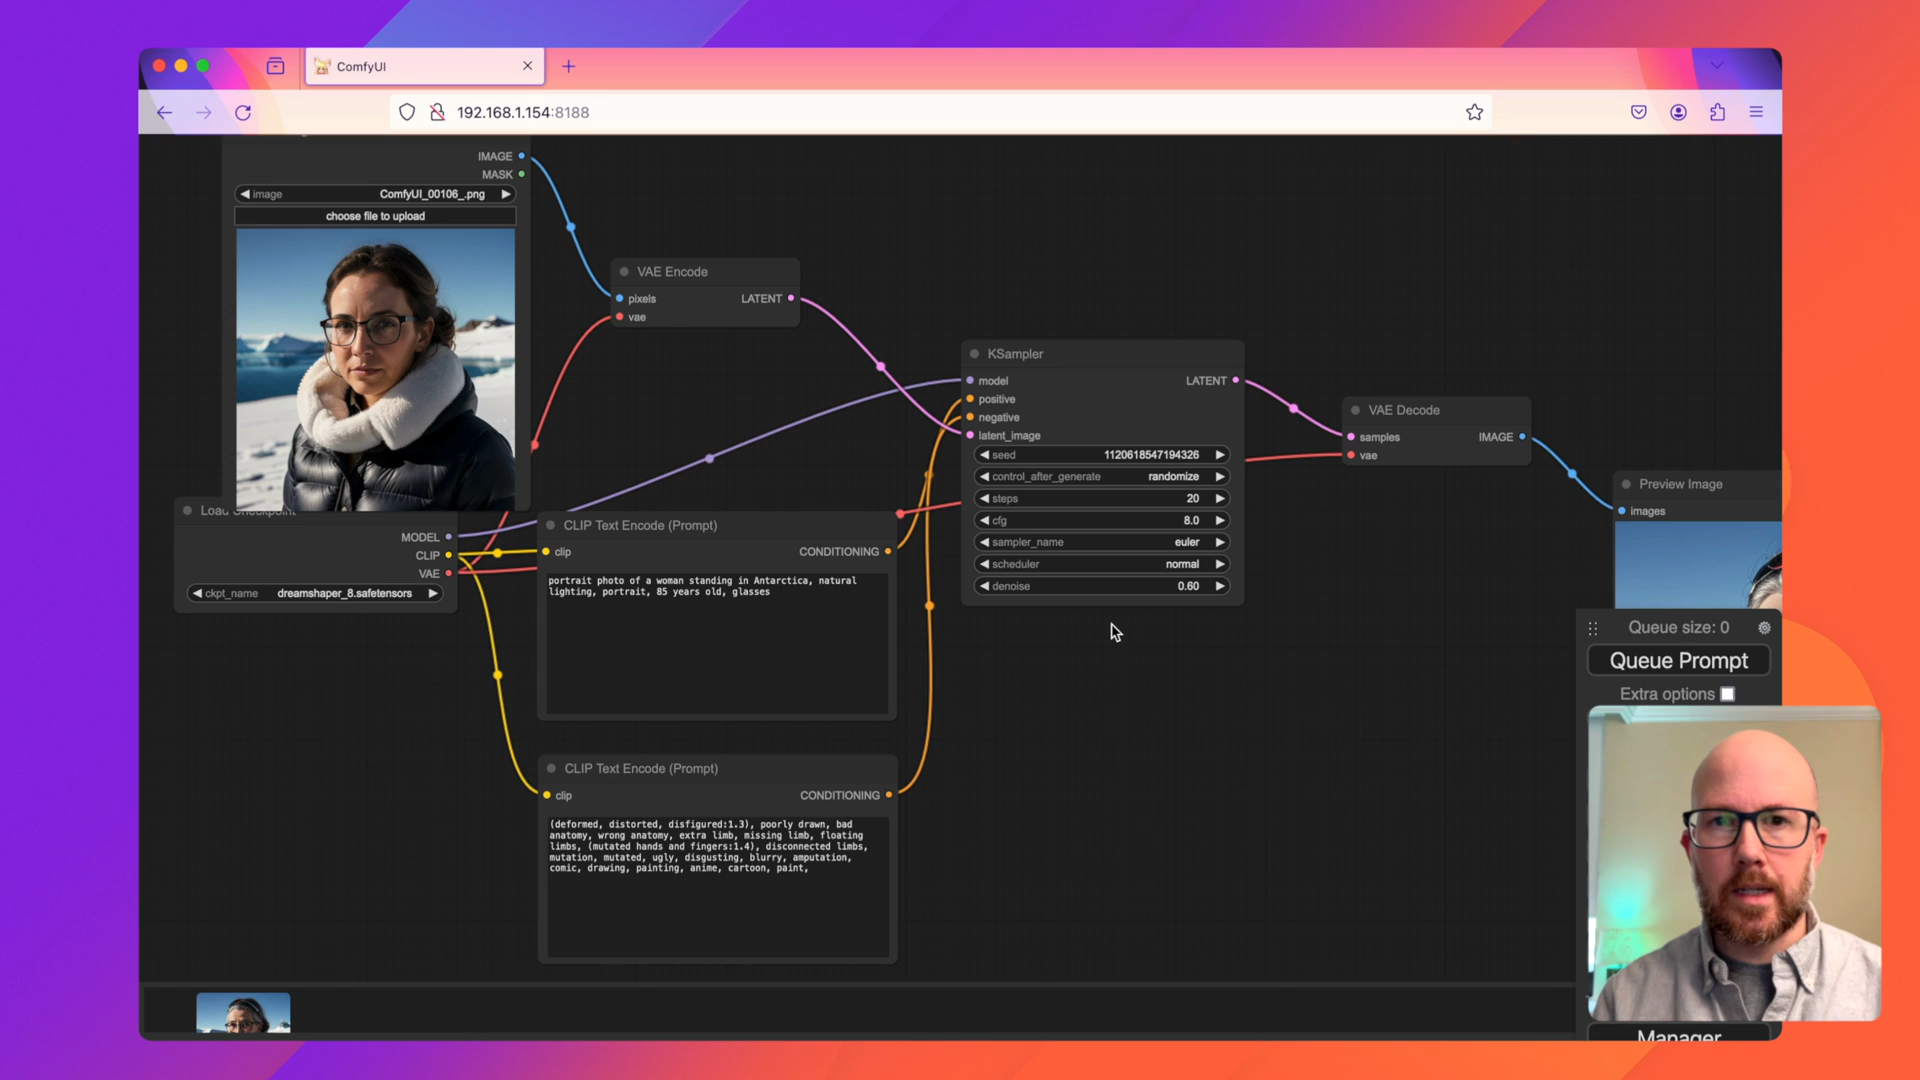 ComfyUI
192.168.1.154:8188
IMAGE
MASK
image ComfyUI_00106_.png
choose file to upload
VAE Encode
pixels LATENT
vae
KSampler
model LATENT
positive
negative
latent_image
seed 1120618547194326
control_after_generate randomize
steps 20
cfg 8.0
sampler_name euler
scheduler normal
denoise 0.60
VAE Decode
samples IMAGE
vae
Preview Image
images
Load Checkpoint
MODEL
CLIP
VAE
ckpt_name dreamshaper_8.safetensors
CLIP Text Encode (Prompt)
clip CONDITIONING
portrait photo of a woman standing in Antarctica, natural
lighting, portrait, 85 years old, glasses
CLIP Text Encode (Prompt)
clip CONDITIONING
(deformed, distorted, disfigured:1.3), poorly drawn, bad
anatomy, wrong anatomy, extra limb, missing limb, floating
limbs, (mutated hands and fingers:1.4), disconnected limbs,
mutation, mutated, ugly, disgusting, blurry, amputation,
comic, drawing, painting, anime, cartoon, paint,
Queue size: 0
Queue Prompt
Extra options
Manager